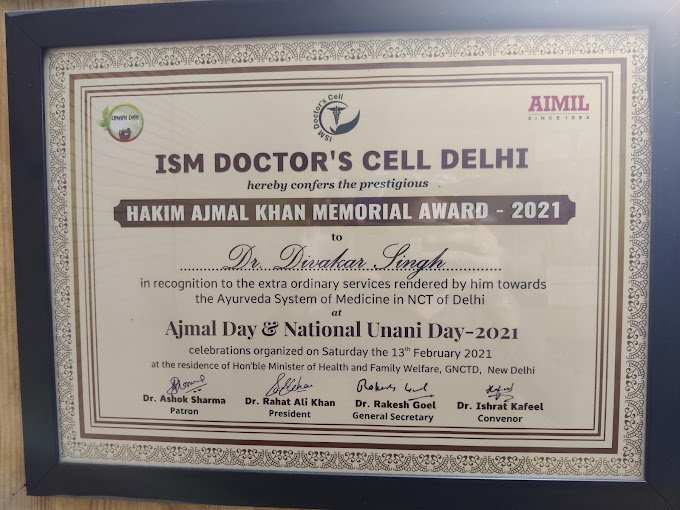 UNANI DAY
ISM Doctor's Cell
AIMIL
SINCE 1984
ISM DOCTOR'S CELL DELHI
hereby confers the prestigious
HAKIM AJMAL KHAN MEMORIAL AWARD - 2021
to
Dr. Divakar Singh
in recognition to the extra ordinary services rendered by him towards
the Ayurveda System of Medicine in NCT of Delhi
at
Ajmal Day & National Unani Day-2021
celebrations organized on Saturday the 13th February 2021
at the residence of Hon'ble Minister of Health and Family Welfare, GNCTD, New Delhi
Dr. Ashok Sharma Dr. Rahat Ali Khan Dr. Rakesh Goel Dr. Ishrat Kafeel
Patron President General Secretary Convenor